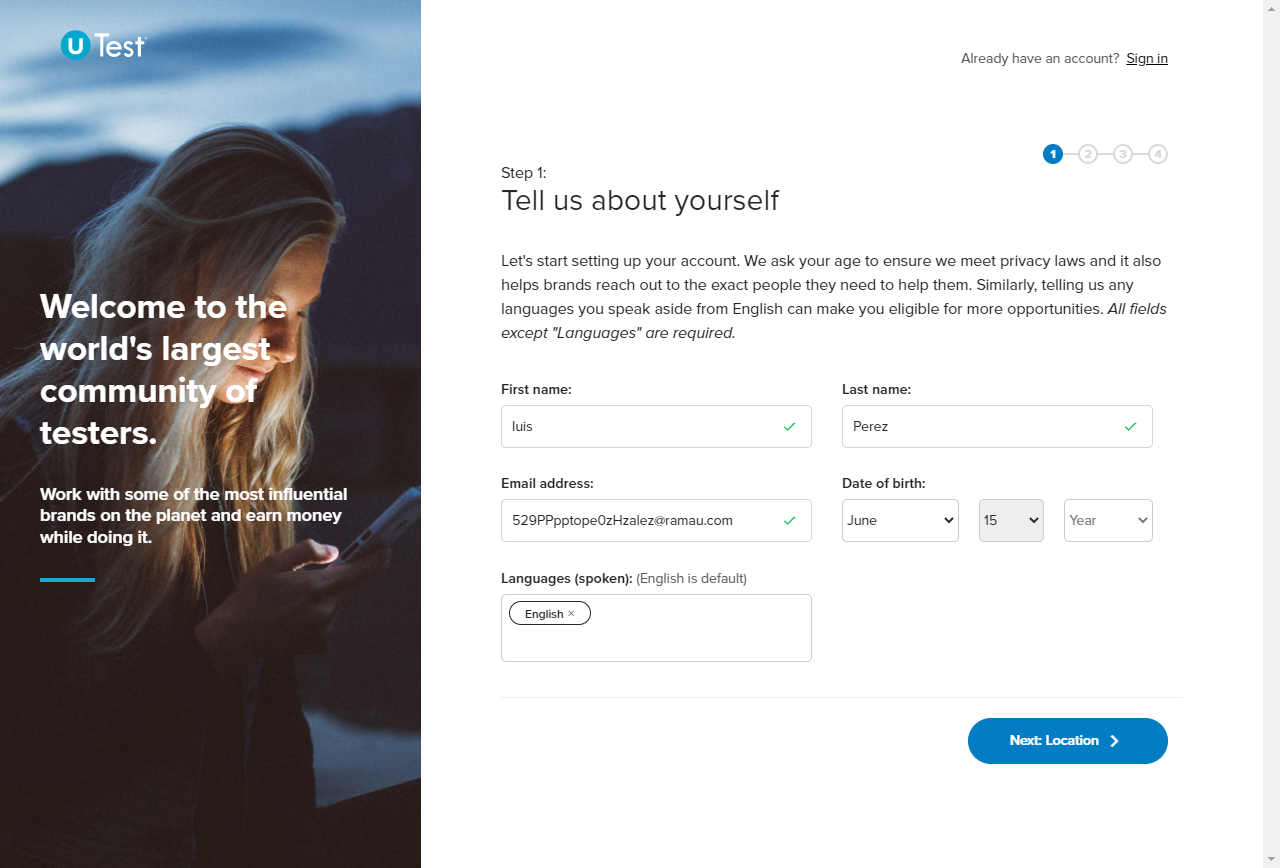 U Test
Already have an account? Sign in
1 2 3 4
Step 1:
Tell us about yourself
Let's start setting up your account. We ask your age to ensure we meet privacy laws and it also
helps brands reach out to the exact people they need to help them. Similarly, telling us any
languages you speak aside from English can make you eligible for more opportunities. All fields
except "Languages" are required.
Welcome to the
world's largest
community of
testers.
Work with some of the most influential
brands on the planet and earn money
while doing it.
First name:
luis
Last name:
Perez
Email address:
529PPpptope0zHzalez@ramau.com
Date of birth:
June 15 Year
Languages (spoken): (English is default)
English ×
Next: Location